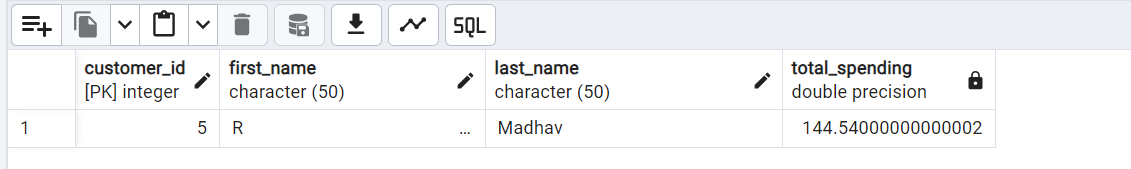 SQL
customer_id first_name last_name total_spending
[PK] integer character (50) character (50) double precision
1 5 R ... Madhav 144.54000000000002